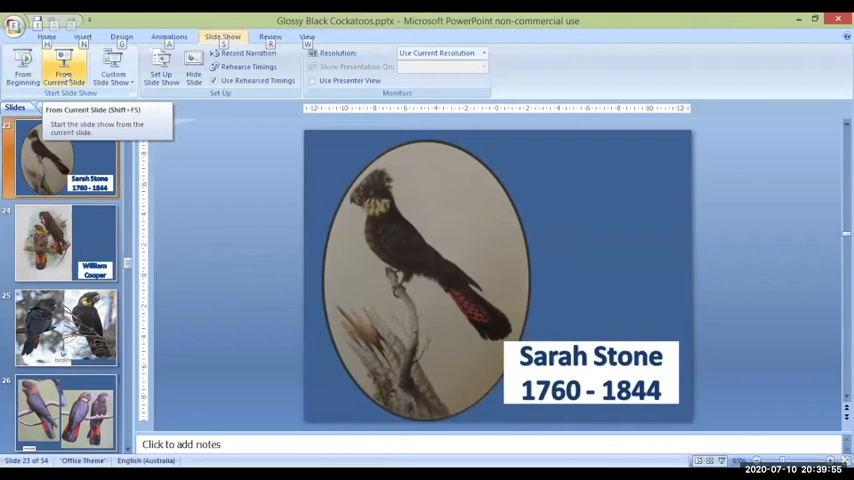 Glossy Black Cockatoos.pptx - Microsoft PowerPoint non-commercial use
Home Insert Design Animations Slide Show Review View
H N G A S R W
From Beginning
From Current Slide
Custom Slide Show
Set Up Slide Show
Hide Slide
Record Narration
Rehearse Timings
Use Rehearsed Timings
Resolution: Use Current Resolution
Show Presentation On:
Use Presenter View
Start Slide Show
Set Up
Monitors
Slides
From Current Slide (Shift+F5)
Start the slide show from the
current slide.
23
Sarah Stone
1760 - 1844
24
William
Cooper
25
26
Sarah Stone
1760 - 1844
Click to add notes
Slide 23 of 54 "Office Theme" English (Australia)
2020-07-10 20:39:55